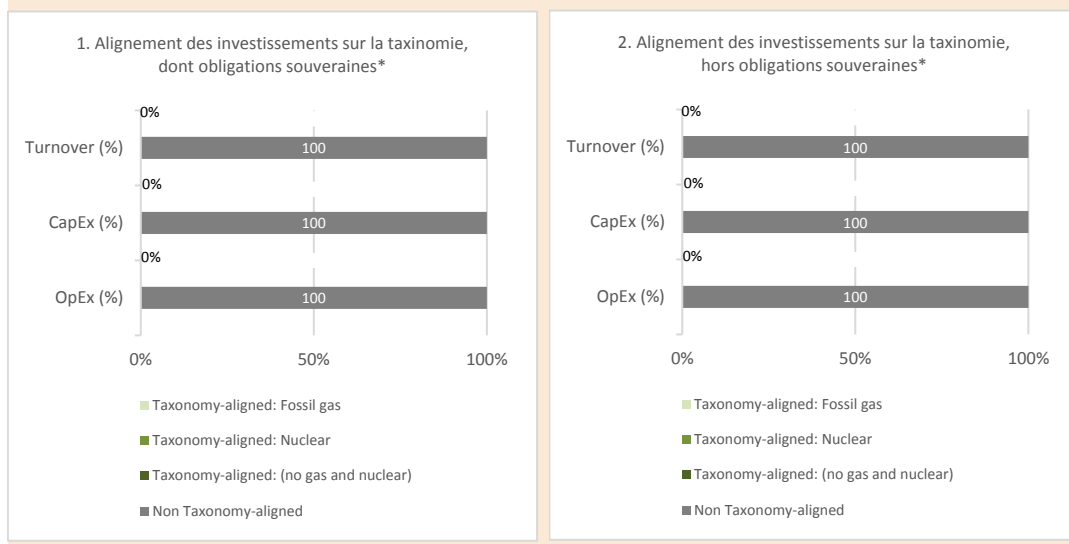 1. Alignement des investissements sur la taxinomie,
dont obligations souveraines*
0%
Turnover (%)
100
0%
CapEx (%)
100
0%
OpEx (%)
100
0%
50%
100%
Taxonomy-aligned: Fossil gas
Taxonomy-aligned: Nuclear
Taxonomy-aligned: (no gas and nuclear)
Non Taxonomy-aligned
2. Alignement des investissements sur la taxinomie,
hors obligations souveraines*
0%
Turnover (%)
100
0%
CapEx (%)
100
0%
OpEx (%)
100
0%
50%
100%
Taxonomy-aligned: Fossil gas
Taxonomy-aligned: Nuclear
Taxonomy-aligned: (no gas and nuclear)
Non Taxonomy-aligned